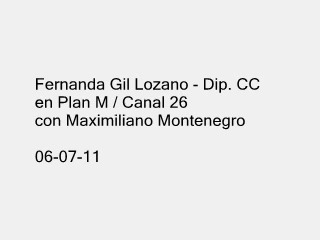 Fernanda Gil Lozano - Dip. CC
en Plan M / Canal 26
con Maximiliano Montenegro
06-07-11